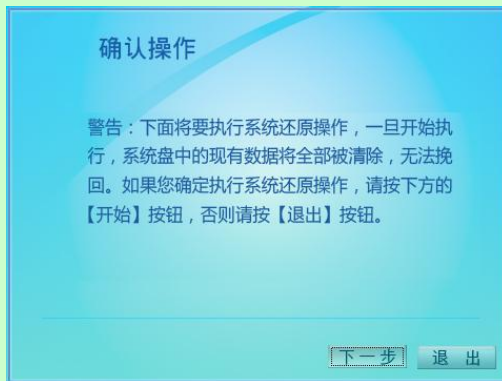 确认操作
警告：下面将要执行系统还原操作，一旦开始执
行，系统盘中的现有数据将全部被清除，无法挽
回。如果您确定执行系统还原操作，请按下方的
【开始】按钮，否则请按【退出】按钮。
下一步 退 出